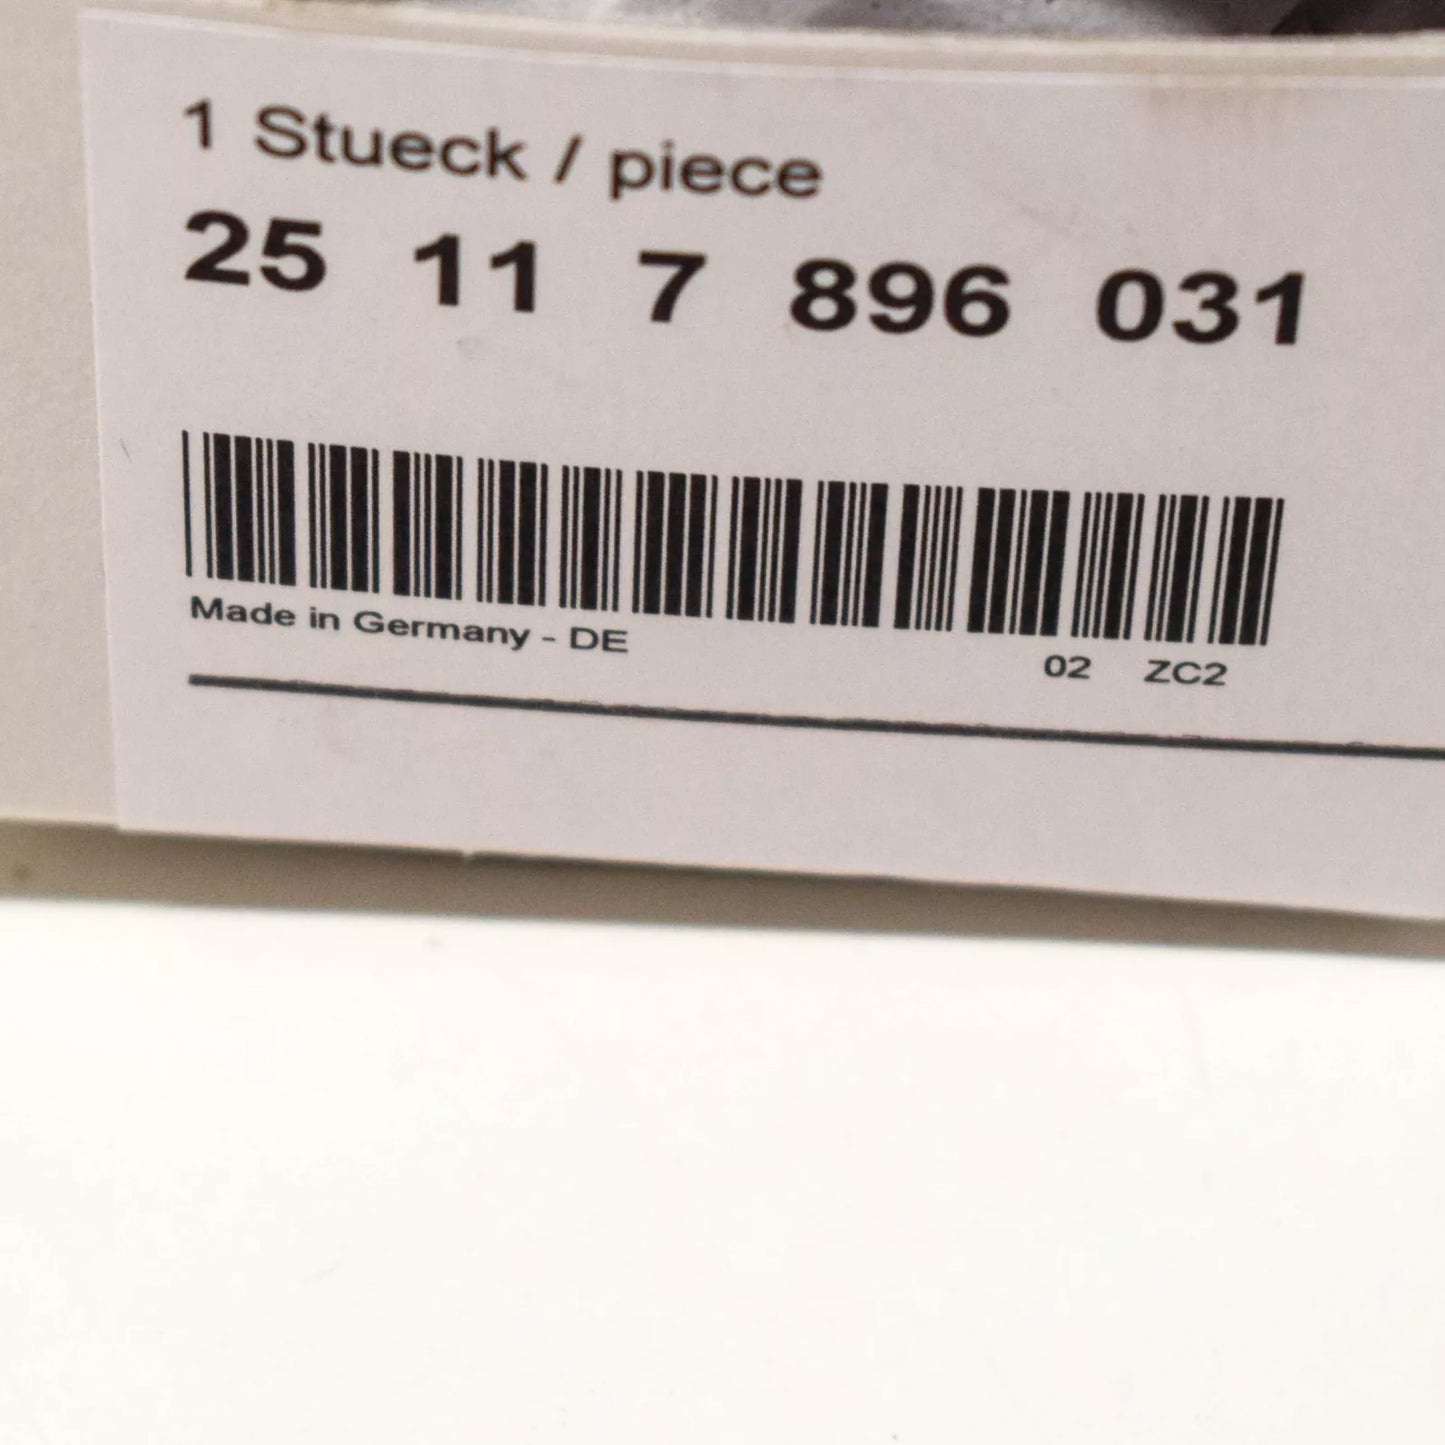 1 Stueck / piece
25 11 7 896 031
Made in Germany - DE
02 ZC2